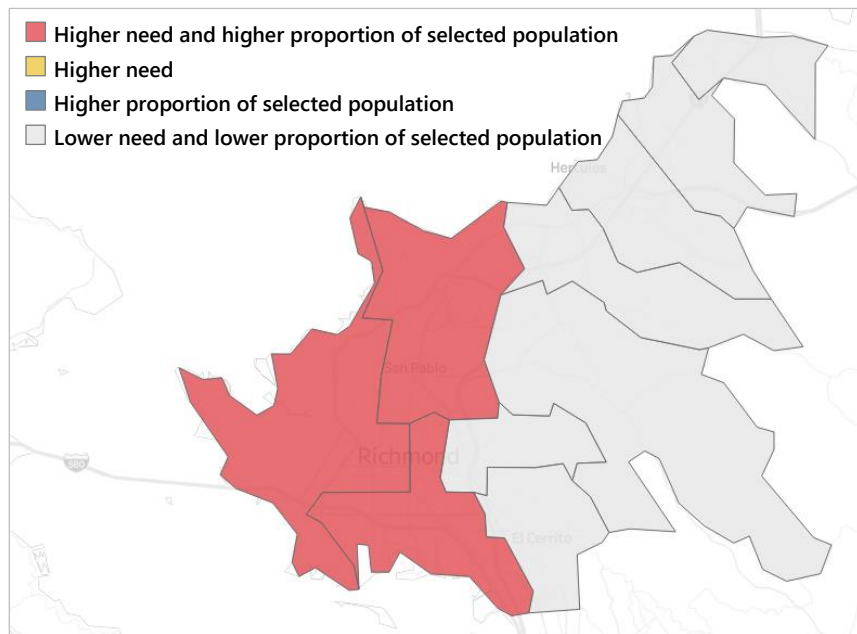 Higher need and higher proportion of selected population
Higher need
Higher proportion of selected population
Lower need and lower proportion of selected population
Hercules
San Pablo
Richmond
580
El Cerrito